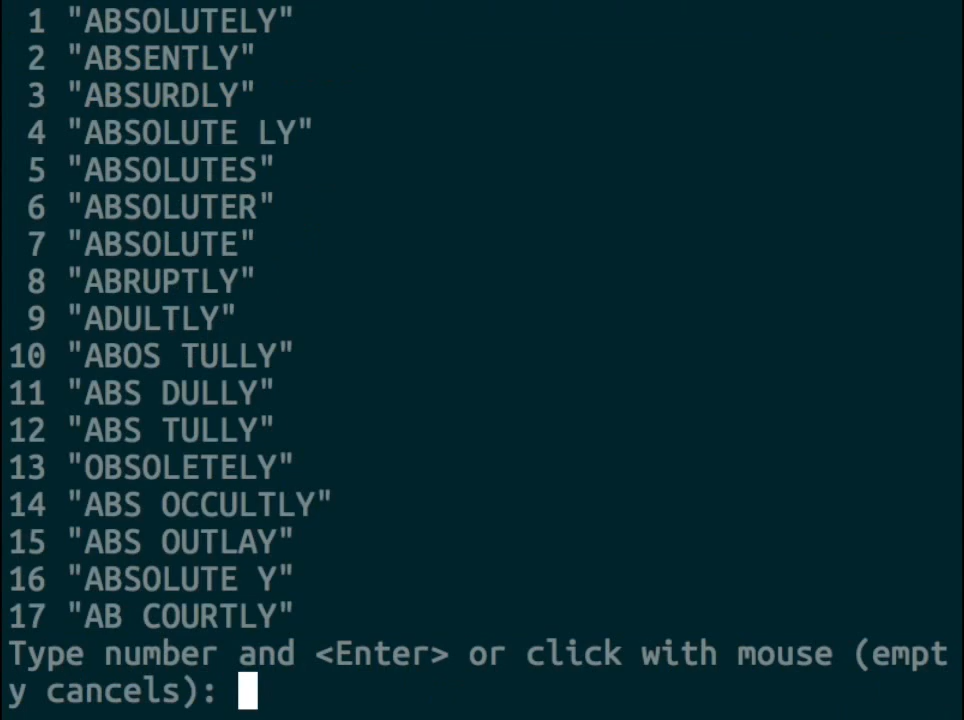 1 "ABSOLUTELY"
2 "ABSENTLY"
3 "ABSURDLY"
4 "ABSOLUTE LY"
5 "ABSOLUTES"
6 "ABSOLUTER"
7 "ABSOLUTE"
8 "ABRUPTLY"
9 "ADULTLY"
10 "ABOS TULLY"
11 "ABS DULLY"
12 "ABS TULLY"
13 "OBSOLETELY"
14 "ABS OCCULTLY"
15 "ABS OUTLAY"
16 "ABSOLUTE Y"
17 "AB COURTLY"
Type number and <Enter> or click with mouse (empt
y cancels):